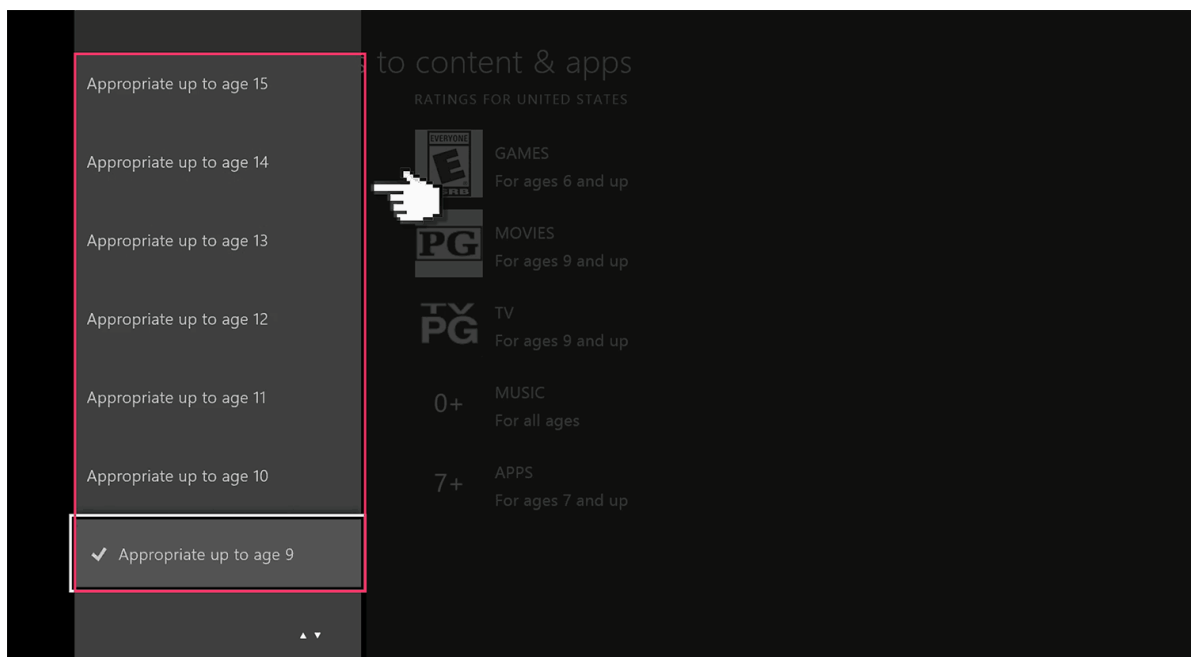 Appropriate up to age 15
Appropriate up to age 14
Appropriate up to age 13
Appropriate up to age 12
Appropriate up to age 11
Appropriate up to age 10
Appropriate up to age 9
to content & apps
RATINGS FOR UNITED STATES
EVERYONE
E
GAMES
For ages 6 and up
PG
MOVIES
For ages 9 and up
TV
PG
TV
For ages 9 and up
0+
MUSIC
For all ages
7+
APPS
For ages 7 and up